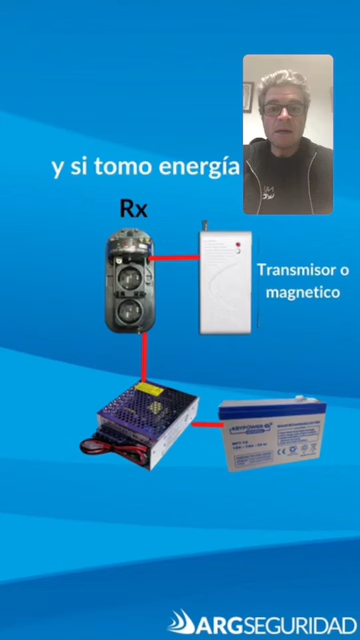 y si tomo energía
Rx
Transmisor o
magnetico
ARGSEGURIDAD